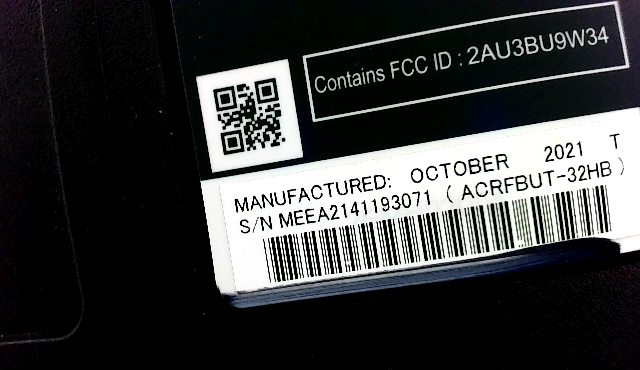 Contains FCC ID : 2AU3BU9W34
MANUFACTURED: OCTOBER 2021 T
S/N MEEA2141193071 ( ACRFBUT-32HB )